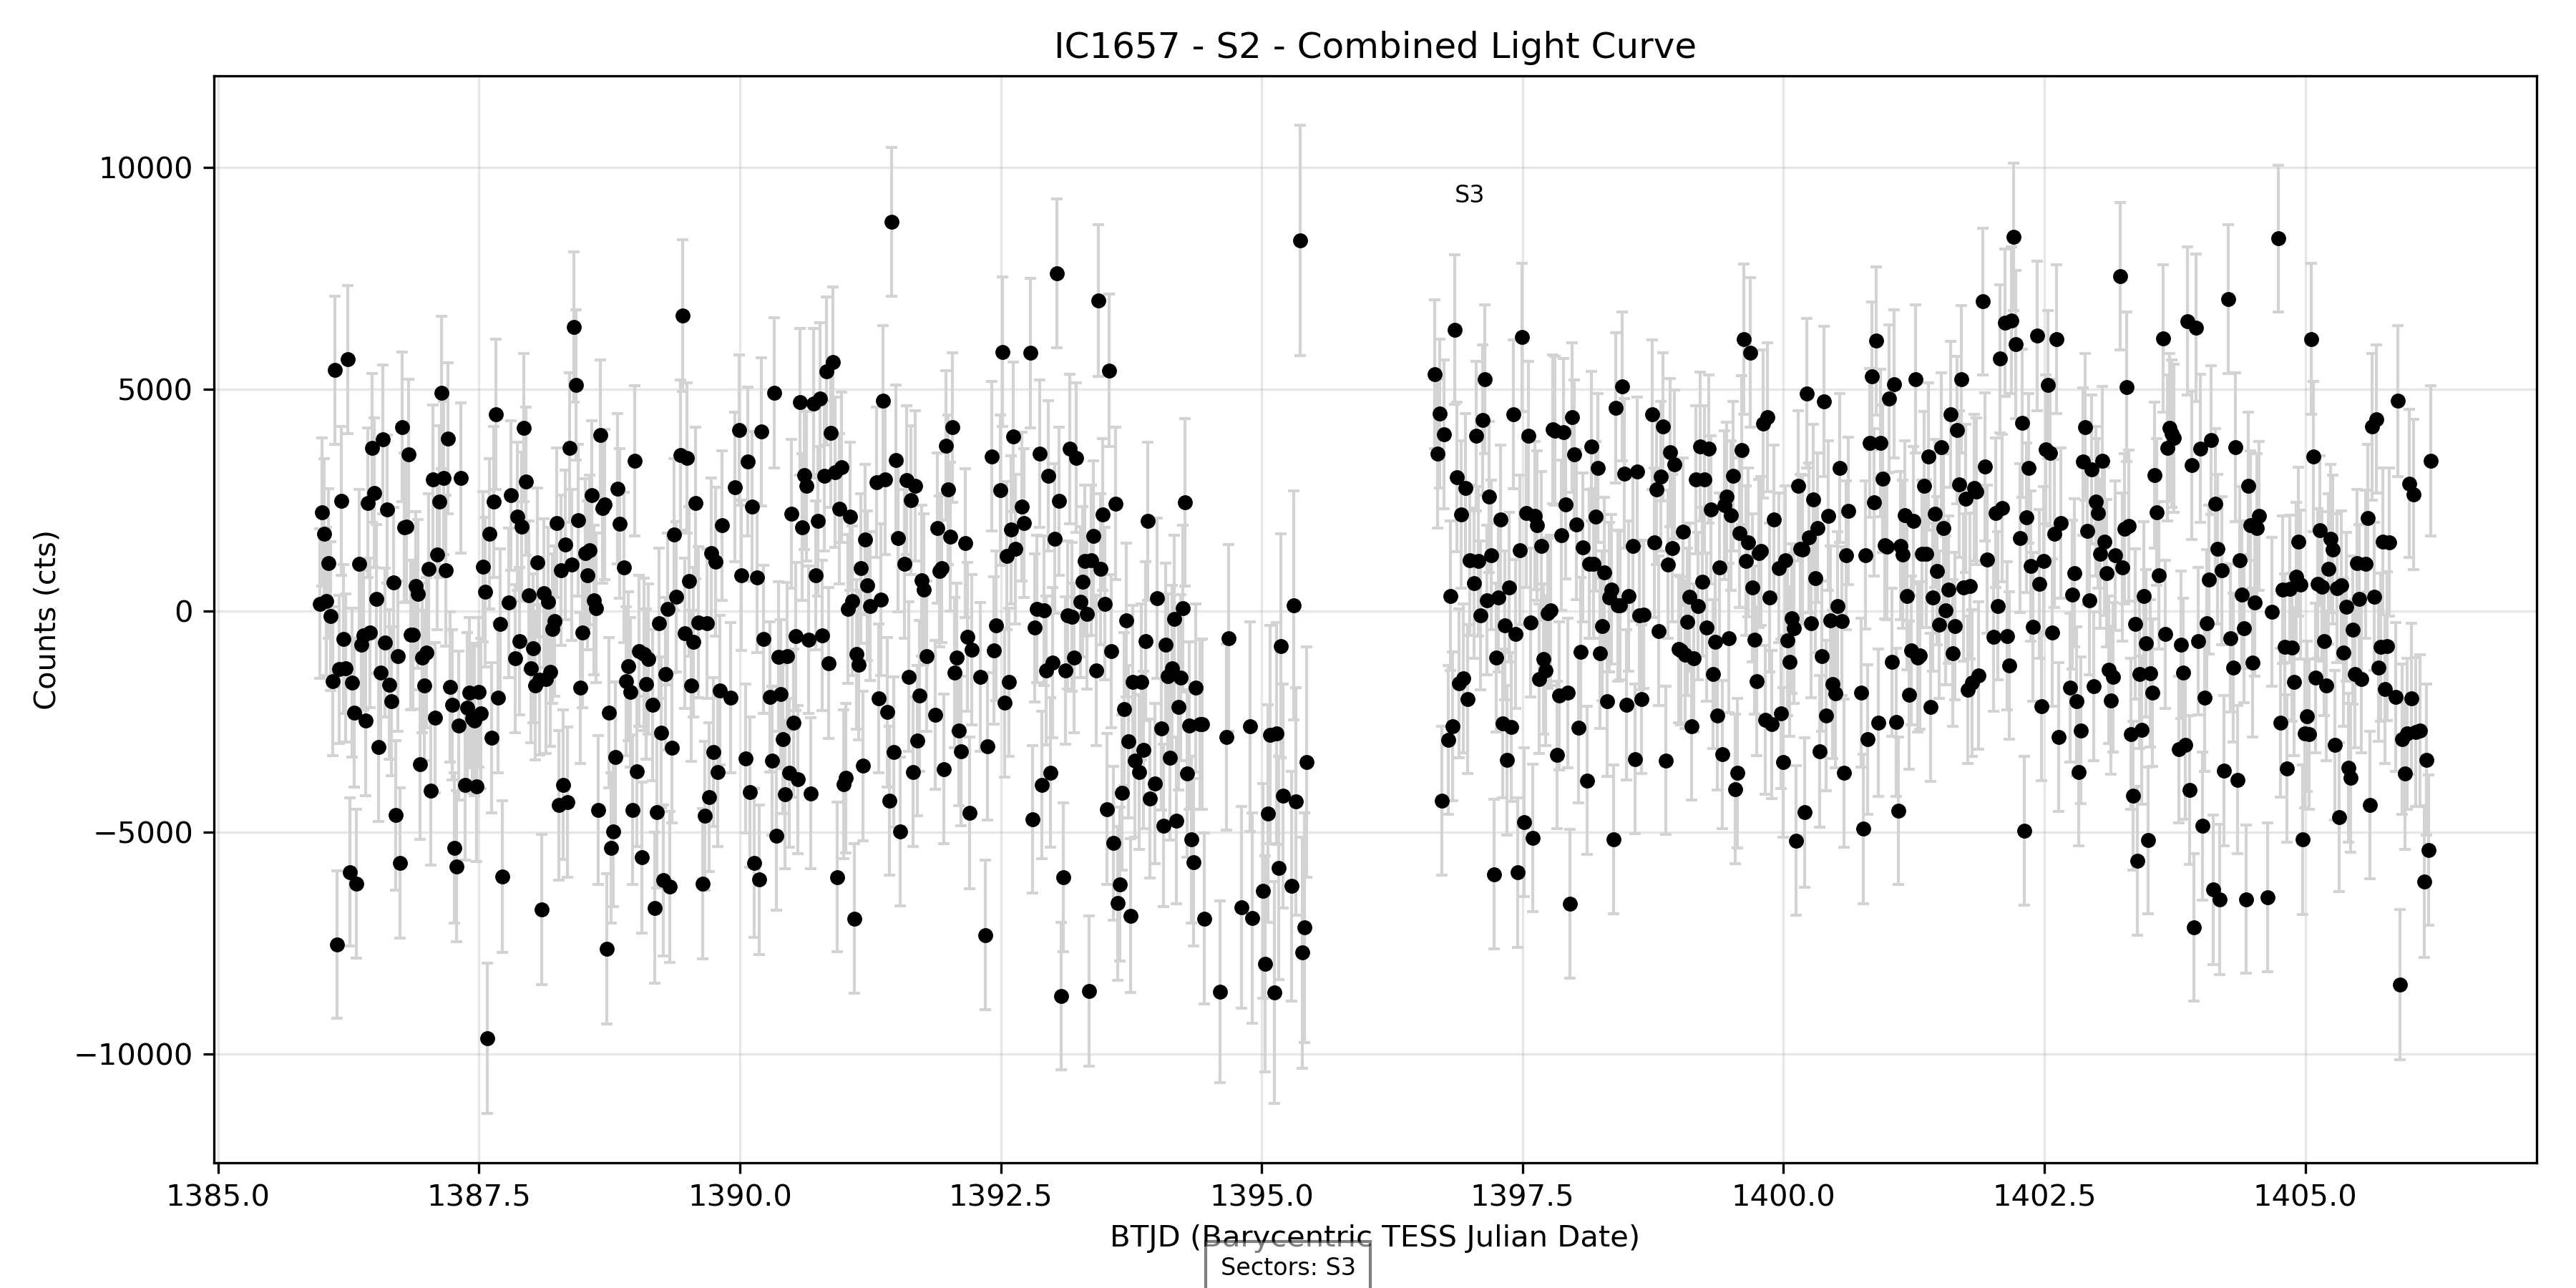 IC1657 - S2 - Combined Light Curve
Counts (cts)
10000
5000
0
−5000
−10000
S3
1385.0 1387.5 1390.0 1392.5 1395.0 1397.5 1400.0 1402.5 1405.0
BTJD (Barycentric TESS Julian Date)
Sectors: S3